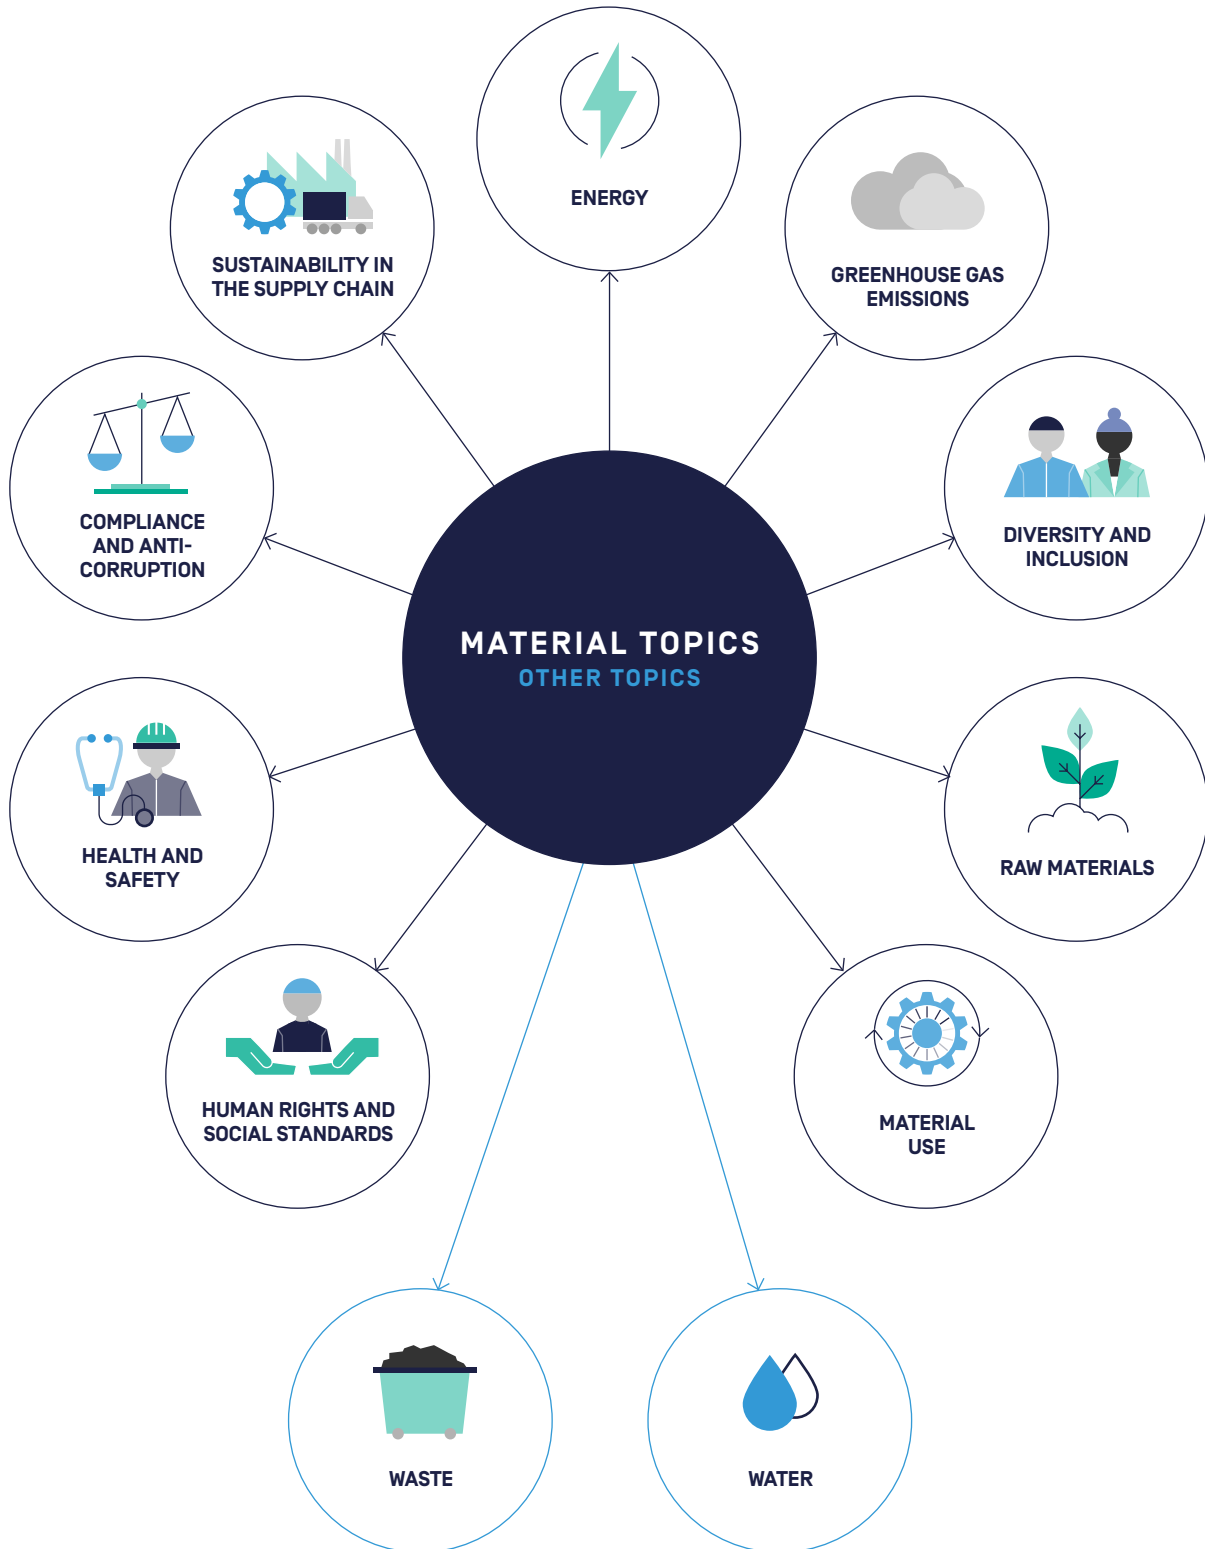 ENERGY
SUSTAINABILITY IN
THE SUPPLY CHAIN
GREENHOUSE GAS
EMISSIONS
COMPLIANCE
AND ANTI-
CORRUPTION
DIVERSITY AND
INCLUSION
MATERIAL TOPICS
OTHER TOPICS
HEALTH AND
SAFETY
RAW MATERIALS
HUMAN RIGHTS AND
SOCIAL STANDARDS
MATERIAL
USE
WASTE
WATER